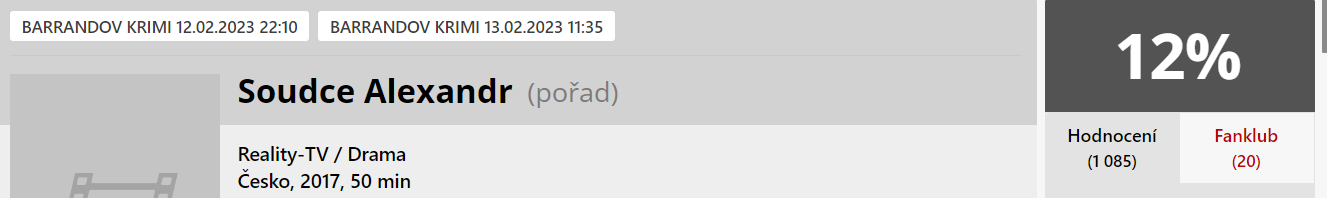 BARRANDOV KRIMI 12.02.2023 22:10 BARRANDOV KRIMI 13.02.2023 11:35
Soudce Alexandr (pořad)
Reality-TV / Drama
Česko, 2017, 50 min
12%
Hodnocení Fanklub
(1 085) (20)